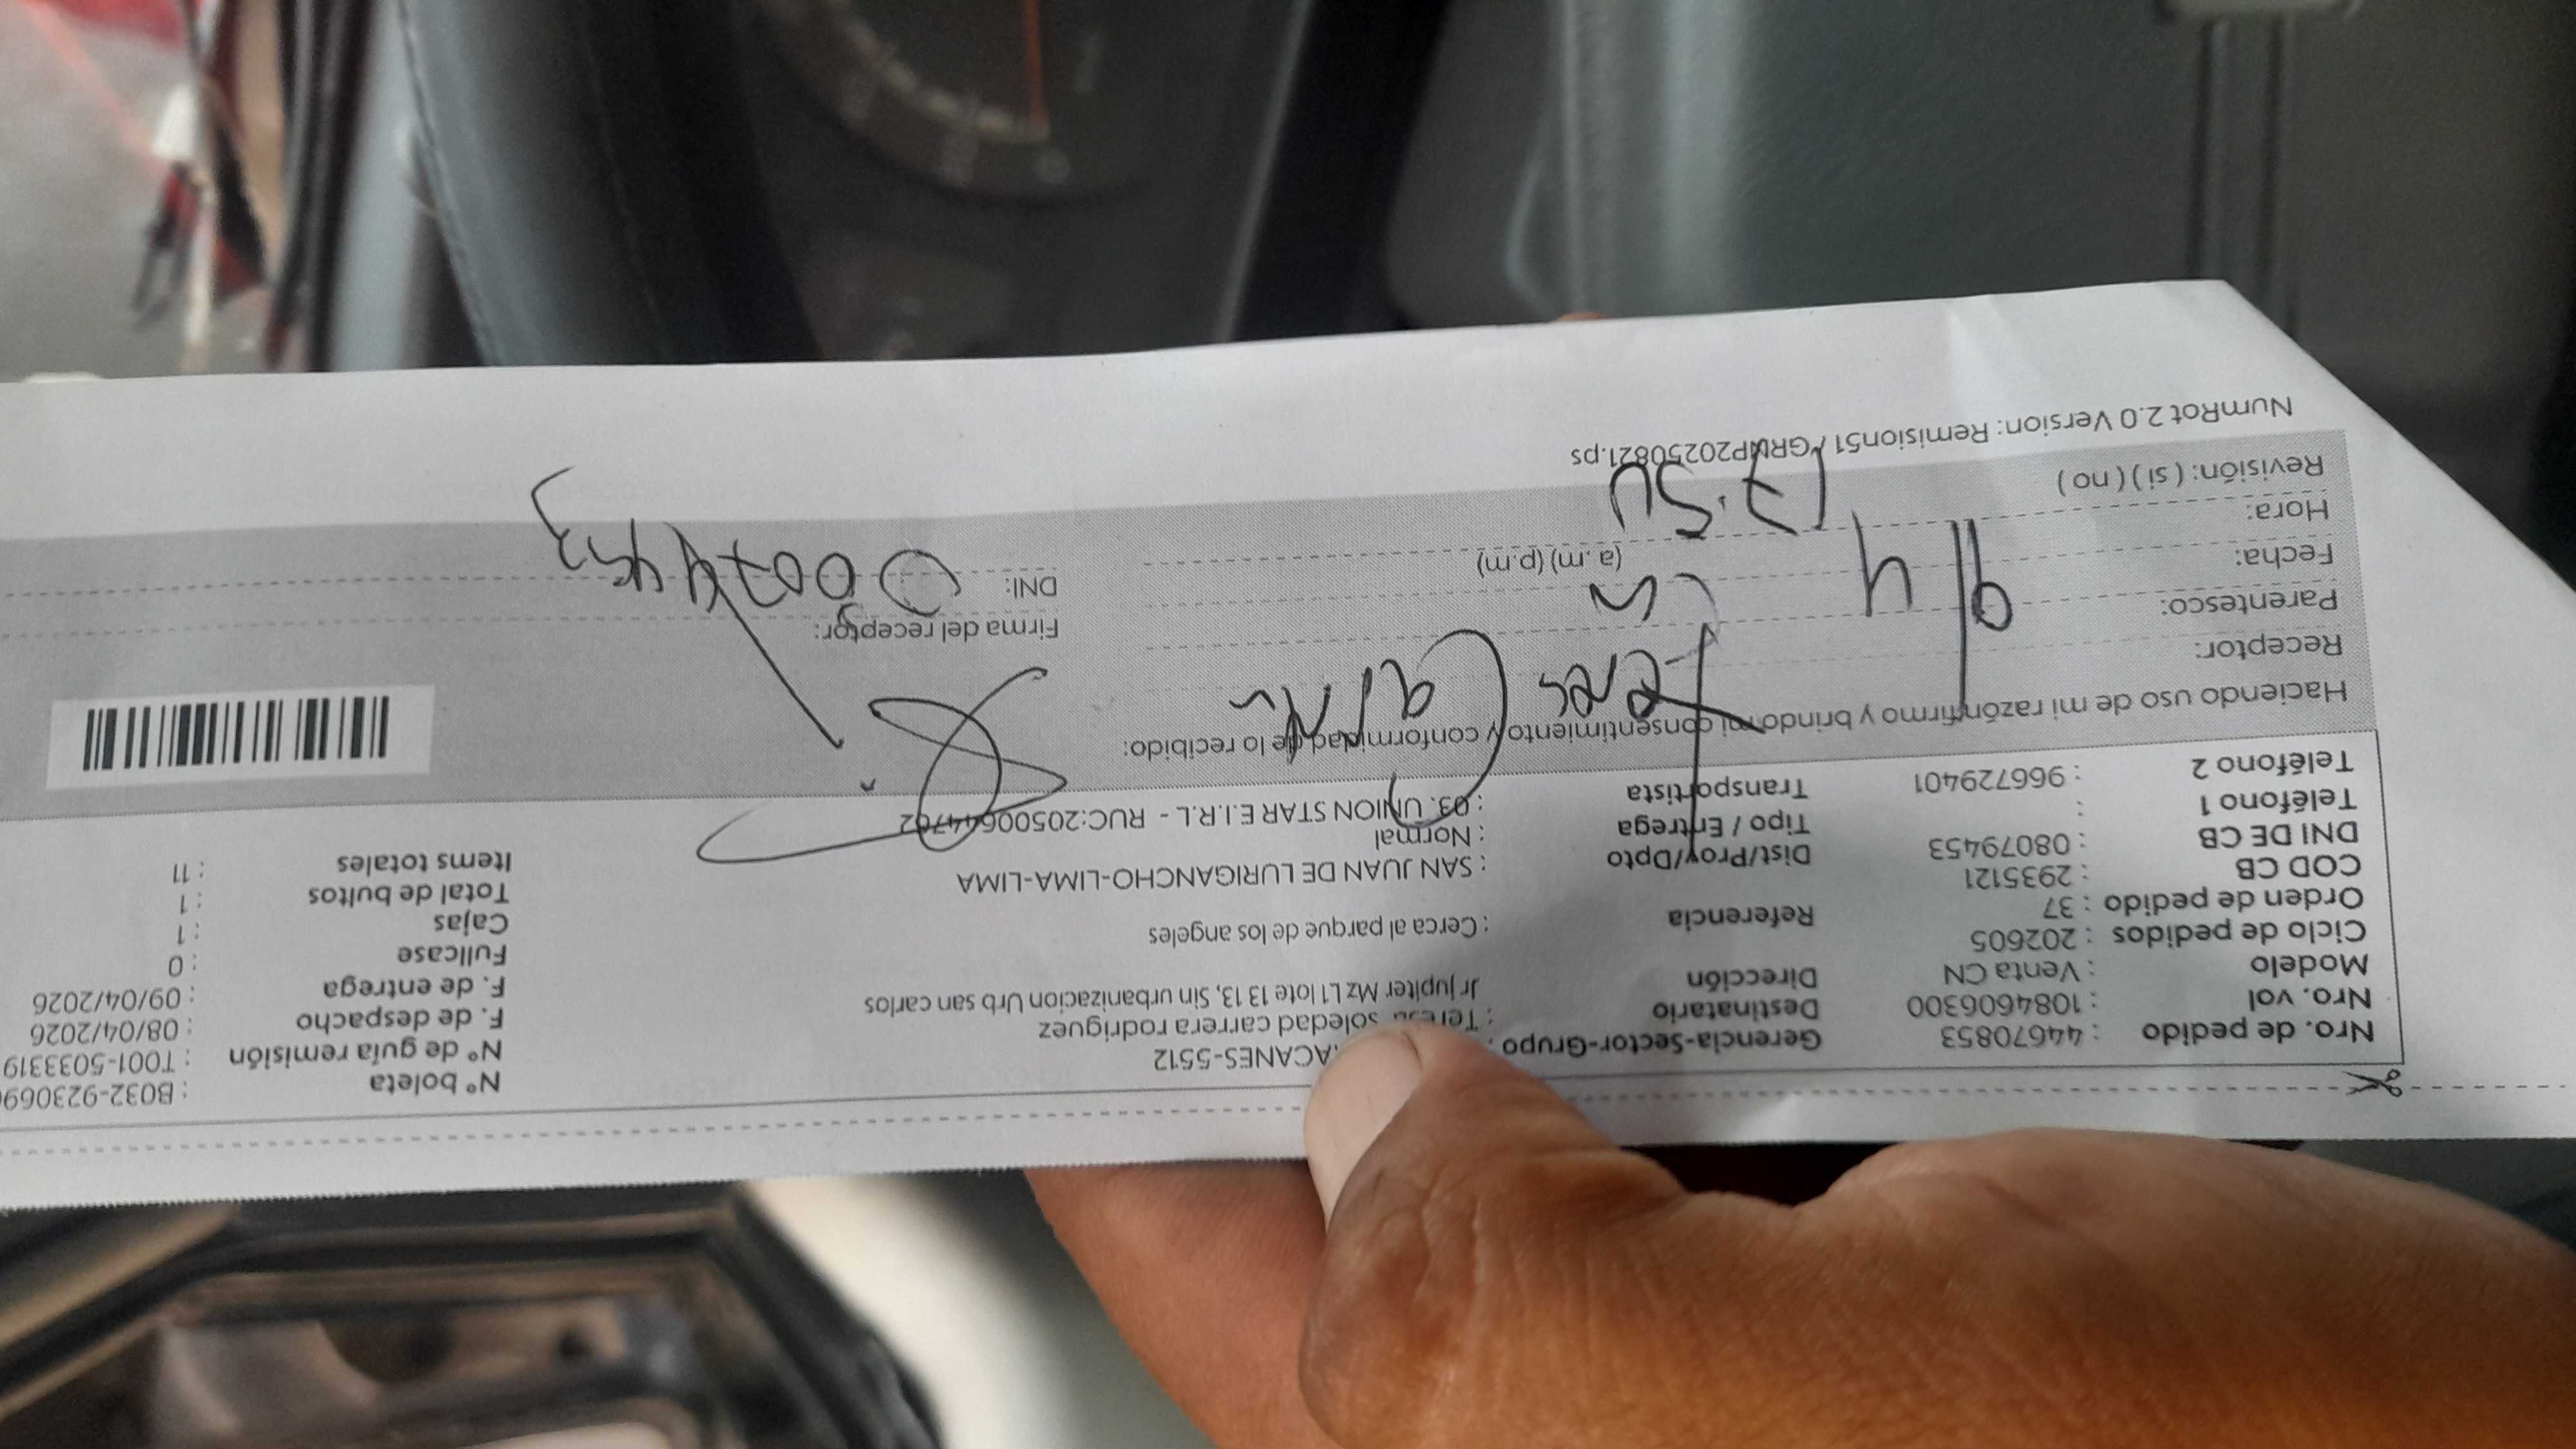 Nro. de pedido : 44670853 Gerencia-Sector-Grupo ACANES-5512 N° boleta : B032-923069
Nro. vol : 1084606300 Destinatario : Teresa soledad carrera rodriguez N° de guía remisión : T001-5033319
Modelo : Venta CN Dirección Jr jupiter Mz L1 lote 13 13, Sin urbanizacion Urb san carlos F. de despacho : 08/04/2026
Ciclo de pedidos : 202605 F. de entrega : 09/04/2026
Orden de pedido : 37 Referencia : Cerca al parque de los angeles Fullcase : 0
COD CB : 2935121 Cajas : 1
DNI DE CB : 08079453 Dist/Prov/Dpto : SAN JUAN DE LURIGANCHO-LIMA-LIMA Total de bultos : 1
Teléfono 1 : Tipo / Entrega : Normal Items totales : 11
Teléfono 2 : 966729401 Transportista : 03. UNION STAR E.I.R.L - RUC:20500644762
Haciendo uso de mi razón firmo y brindo mi consentimiento y conformidad de lo recibido:
Receptor:
Parentesco: Firma del receptor:
Fecha: 9/4 (a.m) (p.m) DNI:
Hora:
Revisión: ( si ) ( no )
NumRot 2.0 Version: Remision51 / GRMP20250821.ps